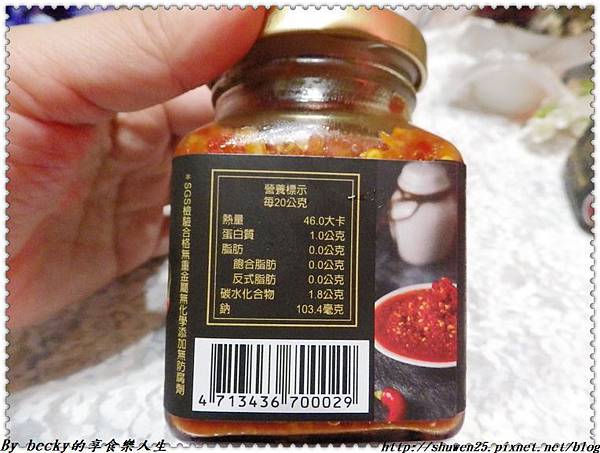 營養標示
每20公克
熱量 46.0大卡
蛋白質 1.0公克
脂肪 0.0公克
飽合脂肪 0.0公克
反式脂肪 0.0公克
碳水化合物 1.8公克
鈉 103.4毫克
*SGS檢驗合格無重金屬無化學添加無防腐劑
4 713436 700029
By becky的享食樂人生
http://shuwen25.pixnet.net/blog